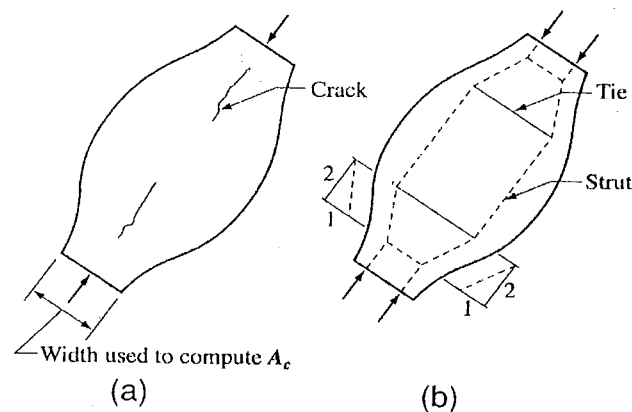 Crack
Width used to compute A_c
(a)
Tie
2
1
Strut
1
2
(b)